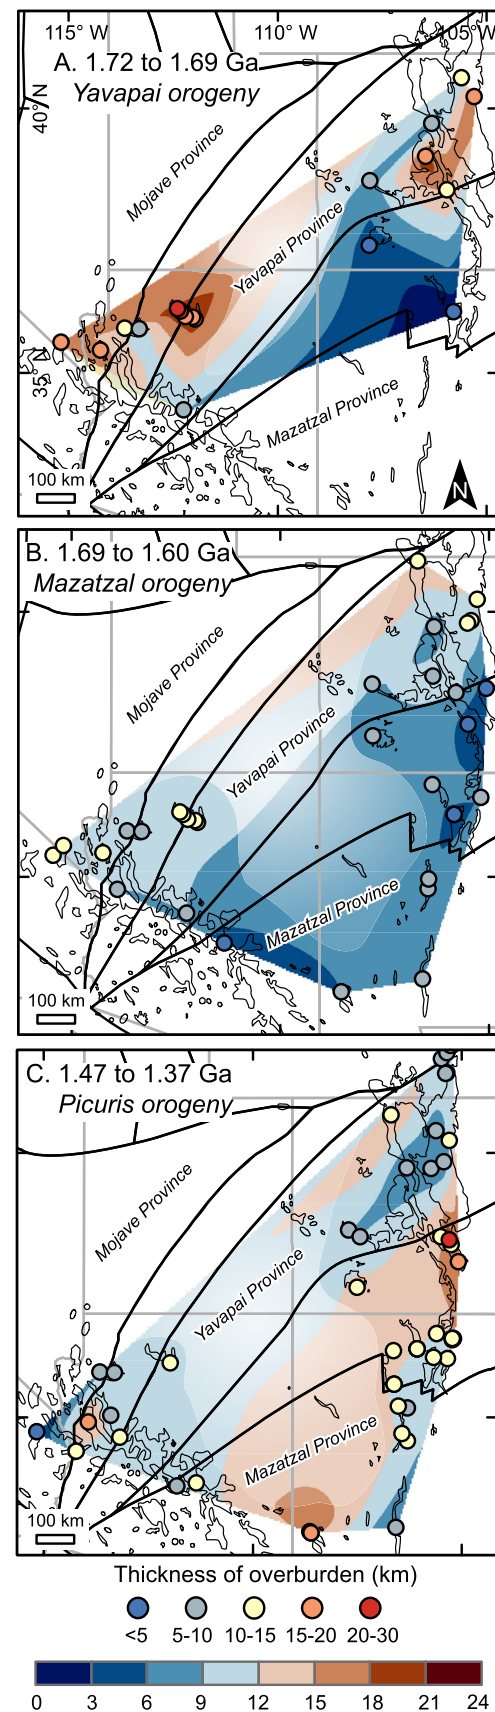 115° W
105° W
A. 1.72 to 1.69 Ga
Yavapai orogeny
40° N
Mojave Province
Yavapai Province
35° N
Mazatzal Province
100 km
N
B. 1.69 to 1.60 Ga
Mazatzal orogeny
Mojave Province
Yavapai Province
Mazatzal Province
100 km
C. 1.47 to 1.37 Ga
Picuris orogeny
Mojave Province
Yavapai Province
Mazatzal Province
100 km
Thickness of overburden (km)
<5 5-10 10-15 15-20 20-30
0 3 6 9 12 15 18 21 24